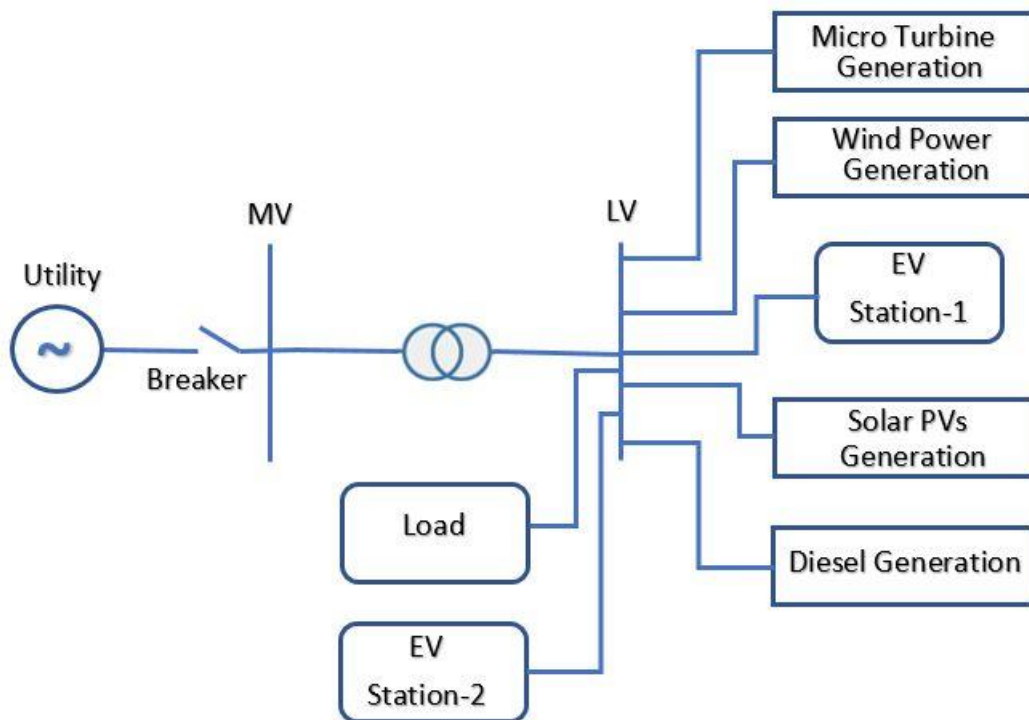 Micro Turbine
Generation
Wind Power
Generation
MV
LV
EV
Station-1
Utility
~
Breaker
Solar PVs
Generation
Load
Diesel Generation
EV
Station-2